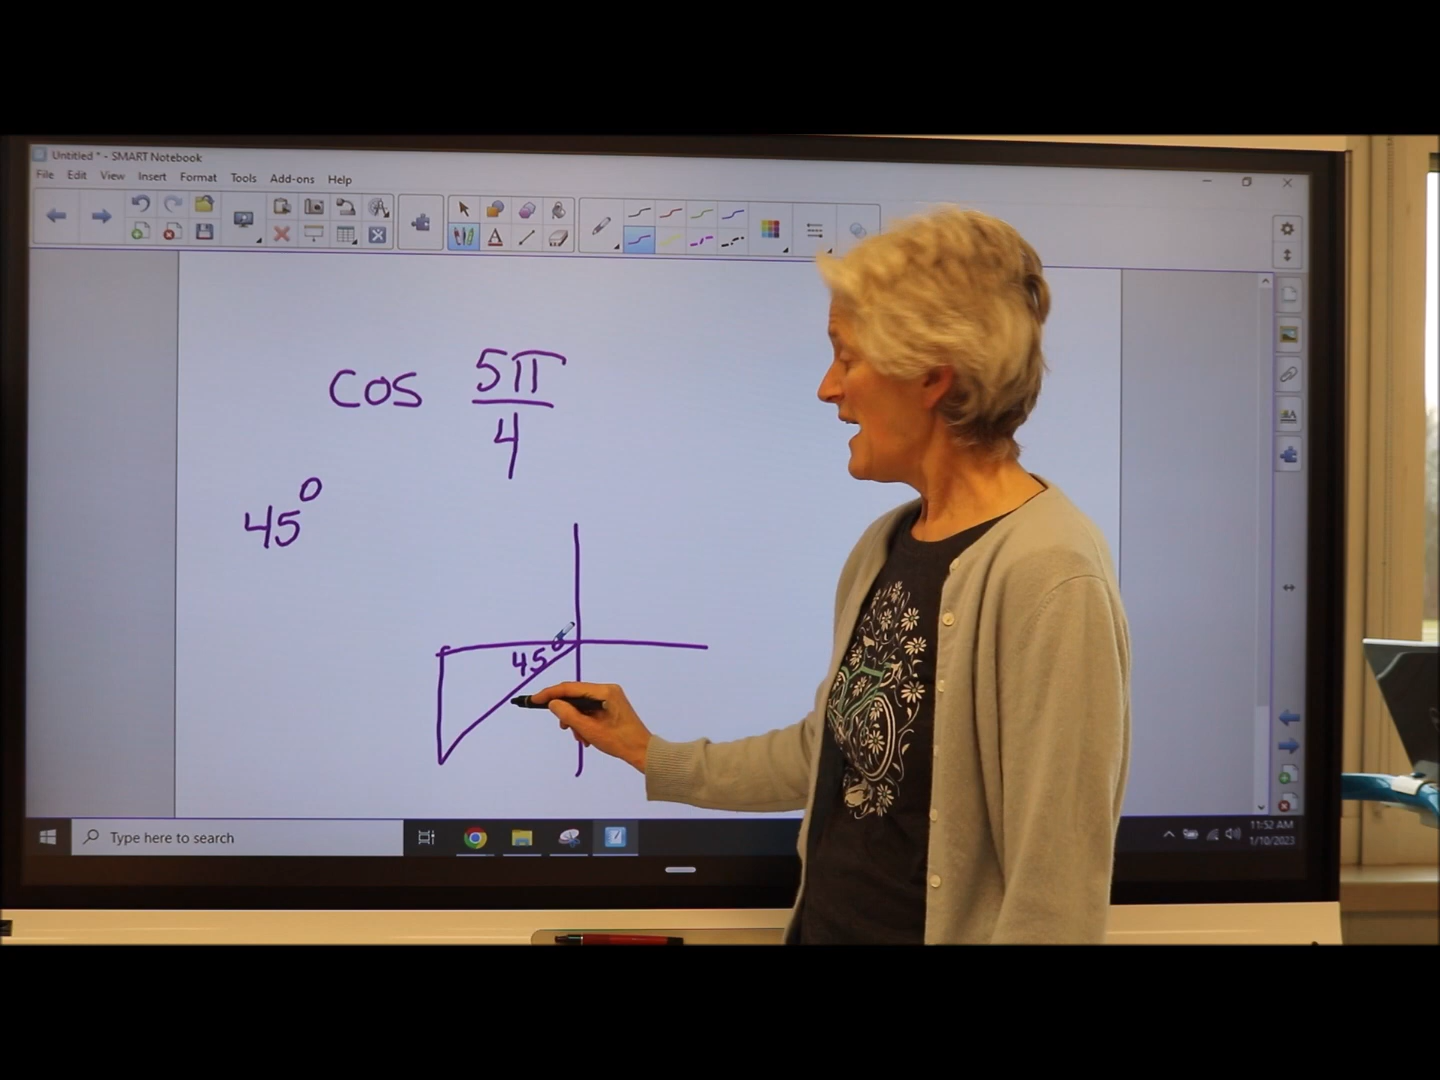 Untitled * - SMART Notebook
File Edit View Insert Format Tools Add-ons Help
cos 5π
4
45°
45°
Type here to search
11:52 AM
1/10/2023